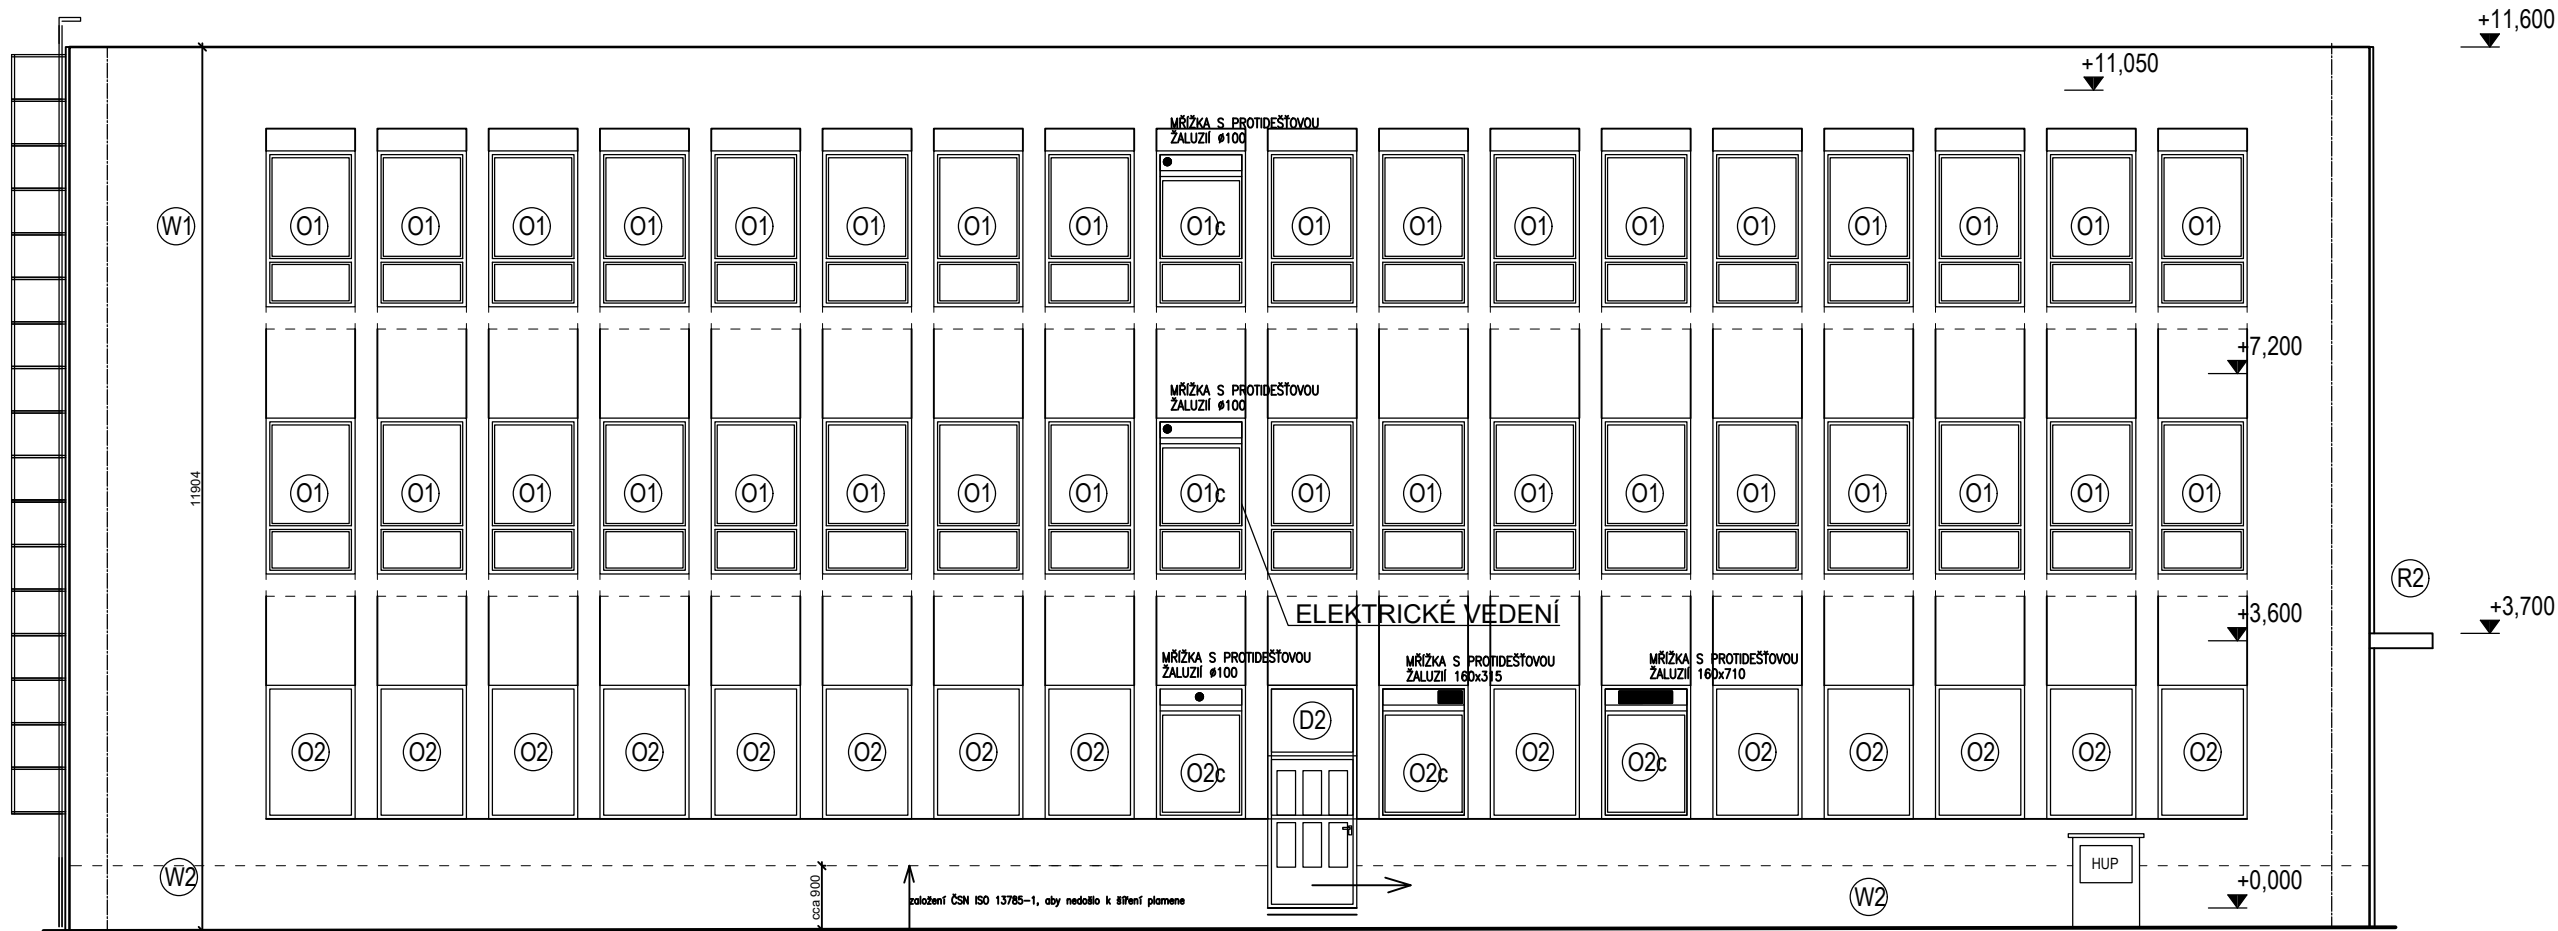 +11,600
+11,050
MŘÍŽKA S PROTIDEŠŤOVOU
ŽALUZIÍ ø100
W1 O1 O1 O1 O1 O1 O1 O1 O1 O1c O1 O1 O1 O1 O1 O1 O1 O1 O1
+7,200
MŘÍŽKA S PROTIDEŠŤOVOU
ŽALUZIÍ ø100
11904
O1 O1 O1 O1 O1 O1 O1 O1 O1c O1 O1 O1 O1 O1 O1 O1 O1 O1
R2
+3,700
+3,600
ELEKTRICKÉ VEDENÍ
MŘÍŽKA S PROTIDEŠŤOVOU
ŽALUZIÍ ø100
MŘÍŽKA S PROTIDEŠŤOVOU
ŽALUZIÍ 160x315
MŘÍŽKA S PROTIDEŠŤOVOU
ŽALUZIÍ 160x710
D2
O2 O2 O2 O2 O2 O2 O2 O2 O2c O2c O2 O2c O2 O2 O2 O2 O2
HUP
W2
+0,000
cca 900
založení ČSN ISO 13785-1, aby nedošlo k šíření plamene
W2